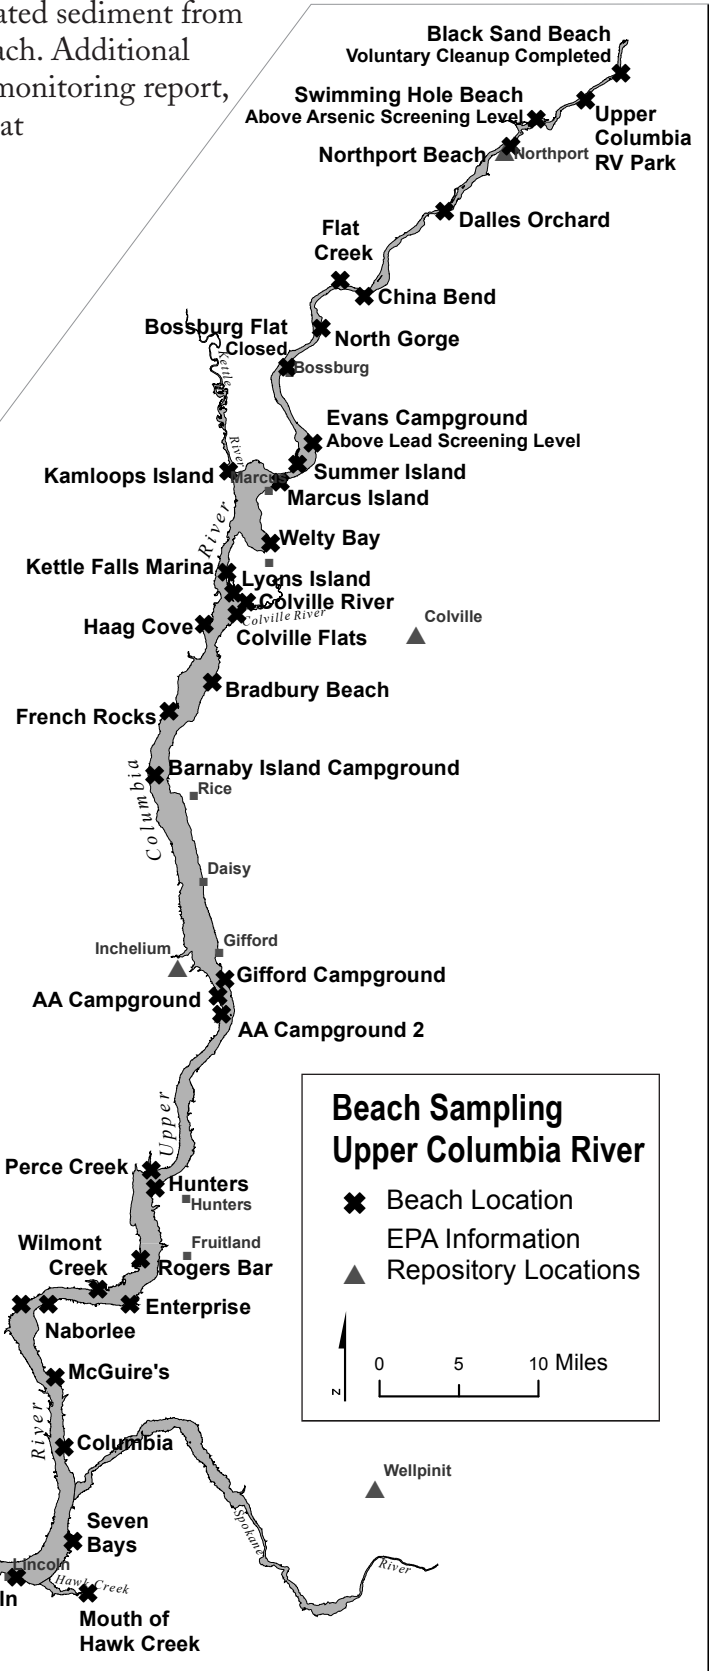 ated sediment from
ach. Additional
monitoring report,
at
Black Sand Beach
Voluntary Cleanup Completed
Swimming Hole Beach
Above Arsenic Screening Level
Upper
Columbia
RV Park
Northport Beach
Northport
Dalles Orchard
Flat
Creek
China Bend
Bossburg Flat
Closed
North Gorge
Bossburg
Kettle
River
Evans Campground
Above Lead Screening Level
Kamloops Island
Marcus
Summer Island
Marcus Island
River
Welty Bay
Kettle Falls Marina
Lyons Island
Colville River
Colville River
Haag Cove
Colville Flats
Colville
Bradbury Beach
French Rocks
Columbia
Barnaby Island Campground
Rice
Daisy
Inchelium
Gifford
Gifford Campground
AA Campground
AA Campground 2
Upper
Beach Sampling
Upper Columbia River
Beach Location
EPA Information
Repository Locations
Z
0 5 10 Miles
Perce Creek
Hunters
Hunters
Wilmont
Creek
Fruitland
Rogers Bar
Enterprise
Naborlee
McGuire's
River
Columbia
Wellpinit
Seven
Bays
Spokane
River
Lincoln
ln
Hawk Creek
Mouth of
Hawk Creek